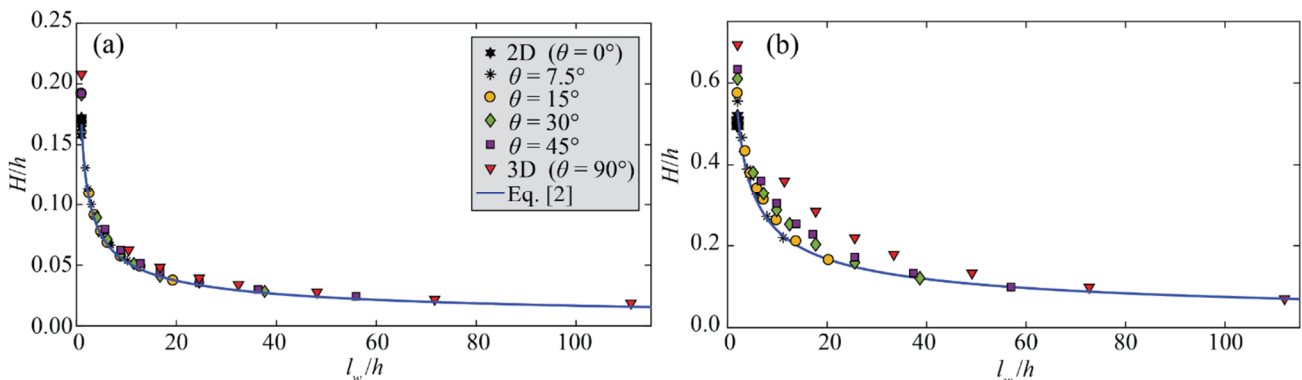 (a)
0.25
0.20
0.15
0.10
0.05
0.00
H/h
0 20 40 60 80 100
l_w/h
2D (θ = 0°)
θ = 7.5°
θ = 15°
θ = 30°
θ = 45°
3D (θ = 90°)
Eq. [2]
(b)
0.6
0.4
0.2
0.0
H/h
0 20 40 60 80 100
l_w/h